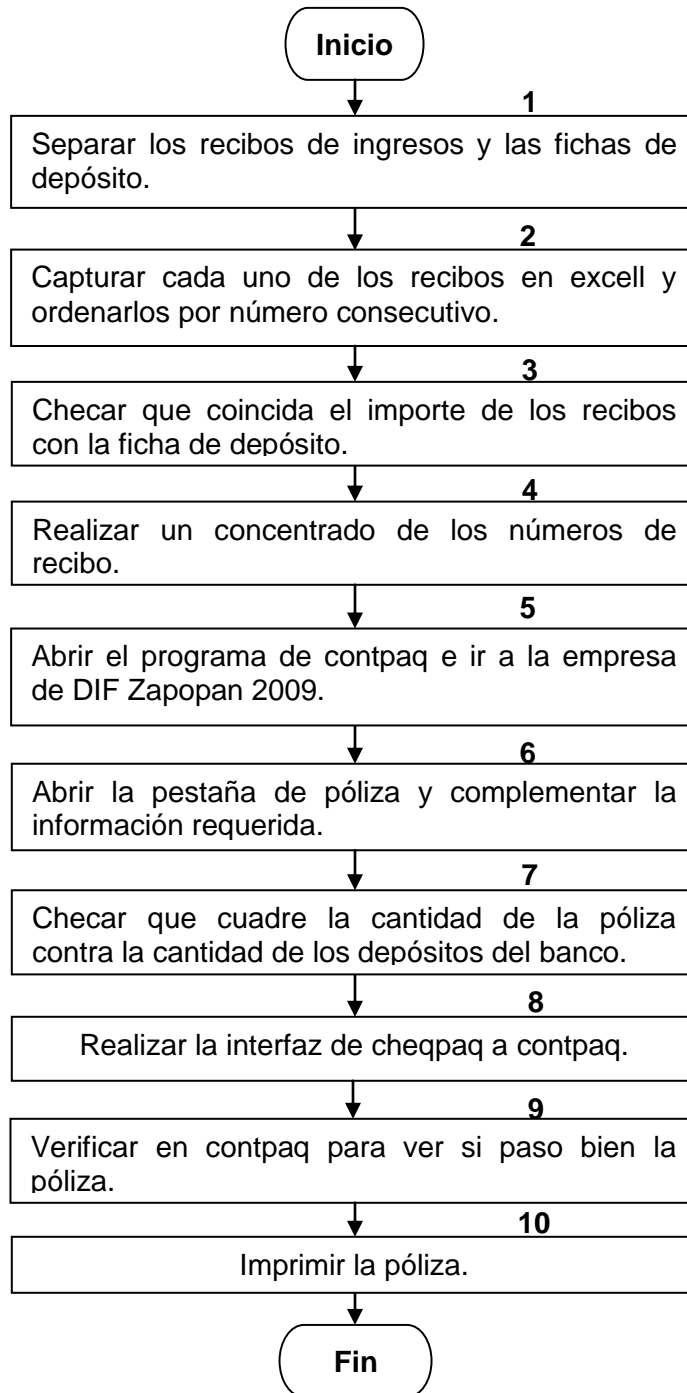 Inicio
1
Separar los recibos de ingresos y las fichas de
depósito.
2
Capturar cada uno de los recibos en excell y
ordenarlos por número consecutivo.
3
Checar que coincida el importe de los recibos
con la ficha de depósito.
4
Realizar un concentrado de los números de
recibo.
5
Abrir el programa de contpaq e ir a la empresa
de DIF Zapopan 2009.
6
Abrir la pestaña de póliza y complementar la
información requerida.
7
Checar que cuadre la cantidad de la póliza
contra la cantidad de los depósitos del banco.
8
Realizar la interfaz de cheqpaq a contpaq.
9
Verificar en contpaq para ver si paso bien la
póliza.
10
Imprimir la póliza.
Fin